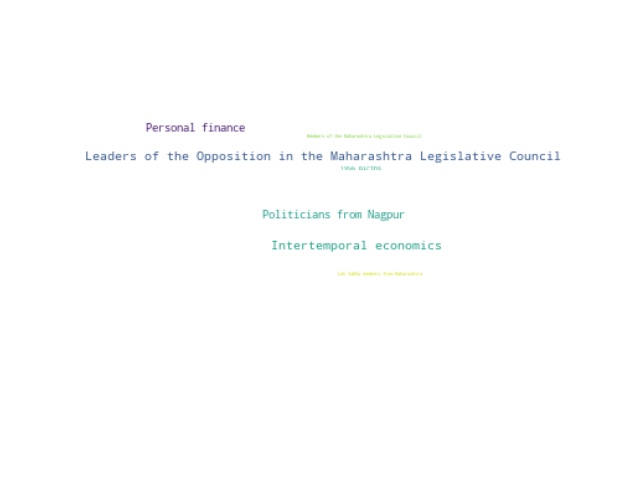 Personal finance
Members of the Maharashtra Legislative Council
Leaders of the Opposition in the Maharashtra Legislative Council
births
Politicians from Nagpur
Intertemporal economics
Lok Sabha members from Maharashtra